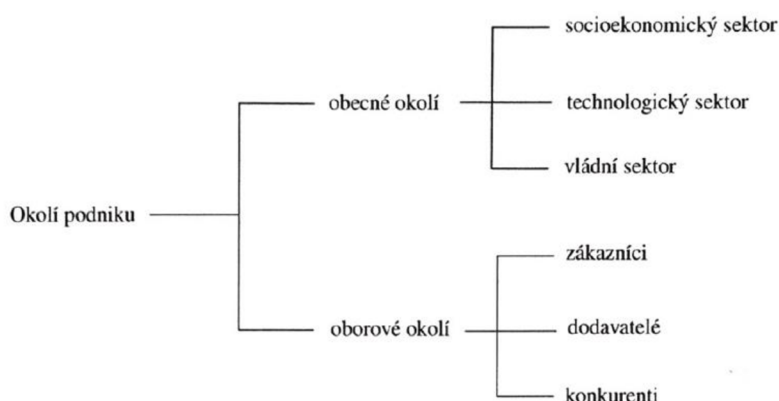 socioekonomický sektor
obecné okolí
technologický sektor
vládní sektor
Okolí podniku
zákazníci
oborové okolí
dodavatelé
konkurenti